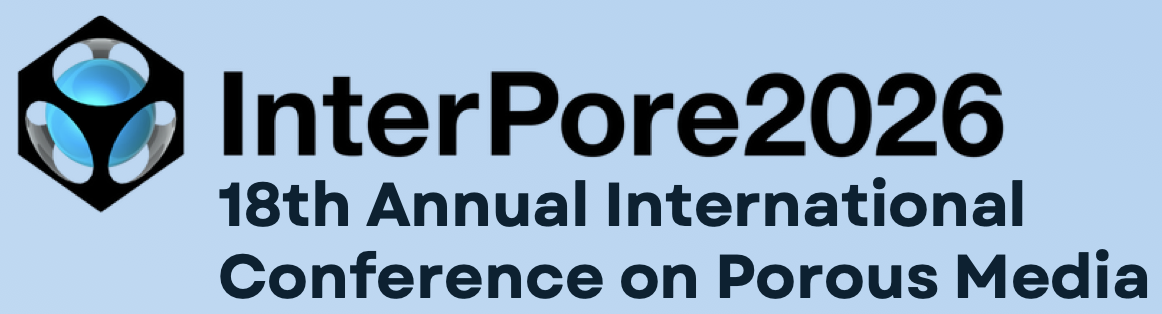 InterPore2026
18th Annual International
Conference on Porous Media